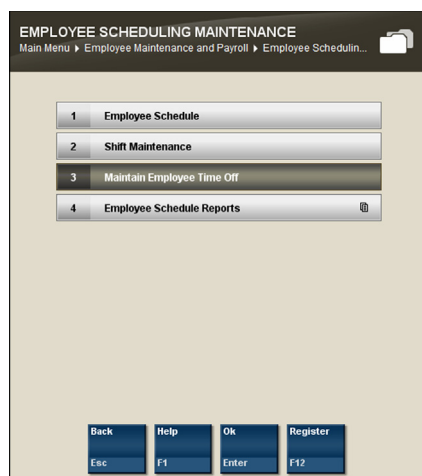 EMPLOYEE SCHEDULING MAINTENANCE
Main Menu ▶ Employee Maintenance and Payroll ▶ Employee Schedulin...
1 Employee Schedule
2 Shift Maintenance
3 Maintain Employee Time Off
4 Employee Schedule Reports
Back Help Ok Register
Esc F1 Enter F12